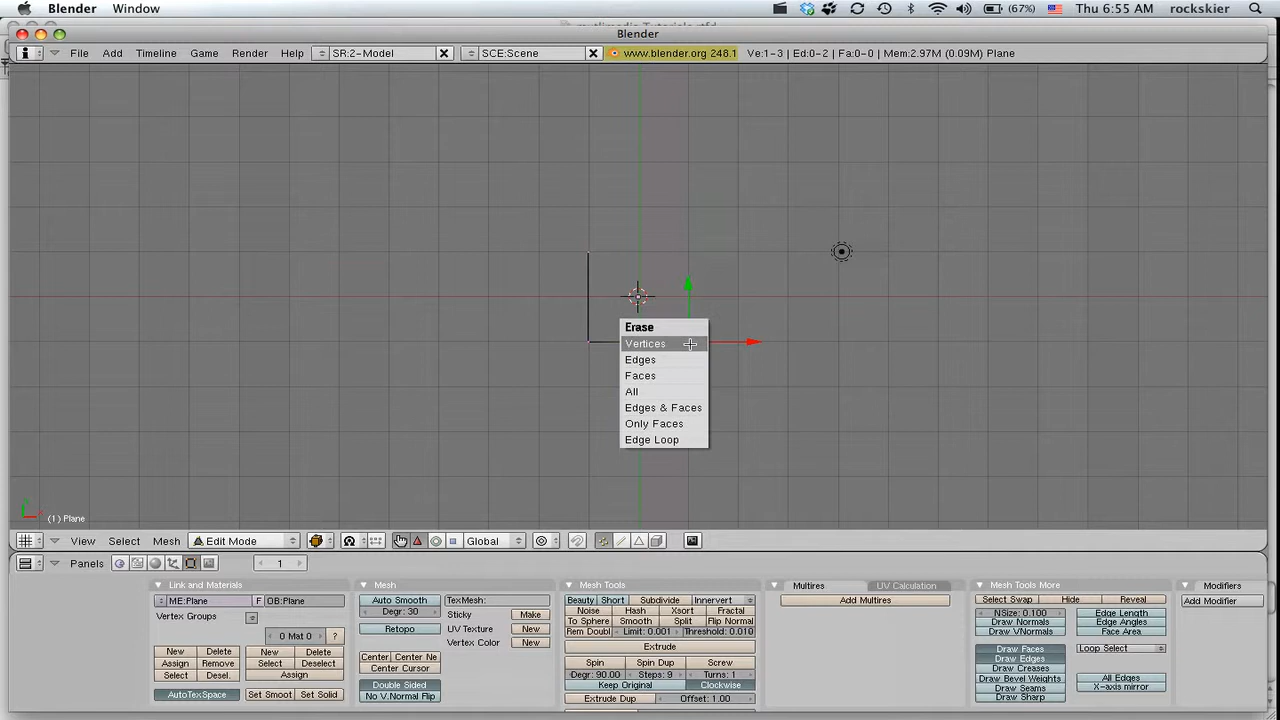 Blender Window (67%) Thu 6:55 AM rockskier
Blender
File Add Timeline Game Render Help SR:2-Model SCE:Scene www.blender.org 248.1 Ve:1-3 | Ed:0-2 | Fa:0-0 | Mem:2.97M (0.09M) Plane
Erase
Vertices
Edges
Faces
All
Edges & Faces
Only Faces
Edge Loop
(1) Plane
View Select Mesh Edit Mode Global
Panels 1
Link and Materials
ME:Plane F OB:Plane
Vertex Groups
0 Mat 0 ?
New Delete New Delete
Assign Remove Select Deselect
Select Desel. Assign
AutoTexSpace Set Smoot Set Solid
Mesh
Auto Smooth TexMesh:
Degr: 30 Sticky Make
Retopo UV Texture New
Vertex Color New
Center Center Ne
Center Cursor
Double Sided
No V.Normal Flip
Mesh Tools
Beauty Short Subdivide Innervert
Noise Hash Xsort Fractal
To Sphere Smooth Split Flip Normal
Rem Doubl Limit: 0.001 Threshold: 0.010
Extrude
Spin Spin Dup Screw
Degr: 90.00 Steps: 9 Turns: 1
Keep Original Clockwise
Extrude Dup Offset: 1.00
Multires UV Calculation
Add Multires
Mesh Tools More
Select Swap Hide Reveal
NSize: 0.100 Edge Length
Draw Normals Edge Angles
Draw VNormals Face Area
Draw Faces Loop Select
Draw Edges
Draw Creases
Draw Bevel Weights All Edges
Draw Seams X-axis mirror
Draw Sharp
Modifiers
Add Modifier